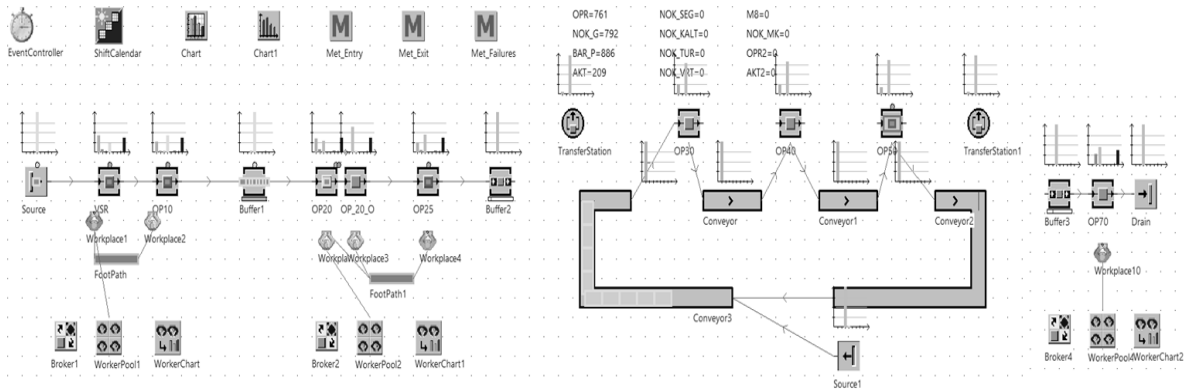 OPR=761 NOK_SEG=0 M8=0
NOK_G=792 NOK_KALT=0 NOK_MK=0
BAR_P=886 NOK_TUR=0 OPR2=0
AKT=209 NOK_VRT=0 AKT2=0
EventController ShiftCalendar Chart Chart1 Met_Entry Met_Exit Met_Failures
TransferStation OP30 OP40 OP50 TransferStation1
Source VSR OP10 Buffer1 OP20 OP_20_O OP25 Buffer2
Conveyor Conveyor1 Conveyor2
Buffer3 OP70 Drain
Workplace1 Workplace2
Workpla Workplace3 Workplace4
FootPath
FootPath1
Workplace10
Conveyor3
Broker1 WorkerPool1 WorkerChart
Broker2 WorkerPool2 WorkerChart1
Broker4 WorkerPool4 WorkerChart2
Source1